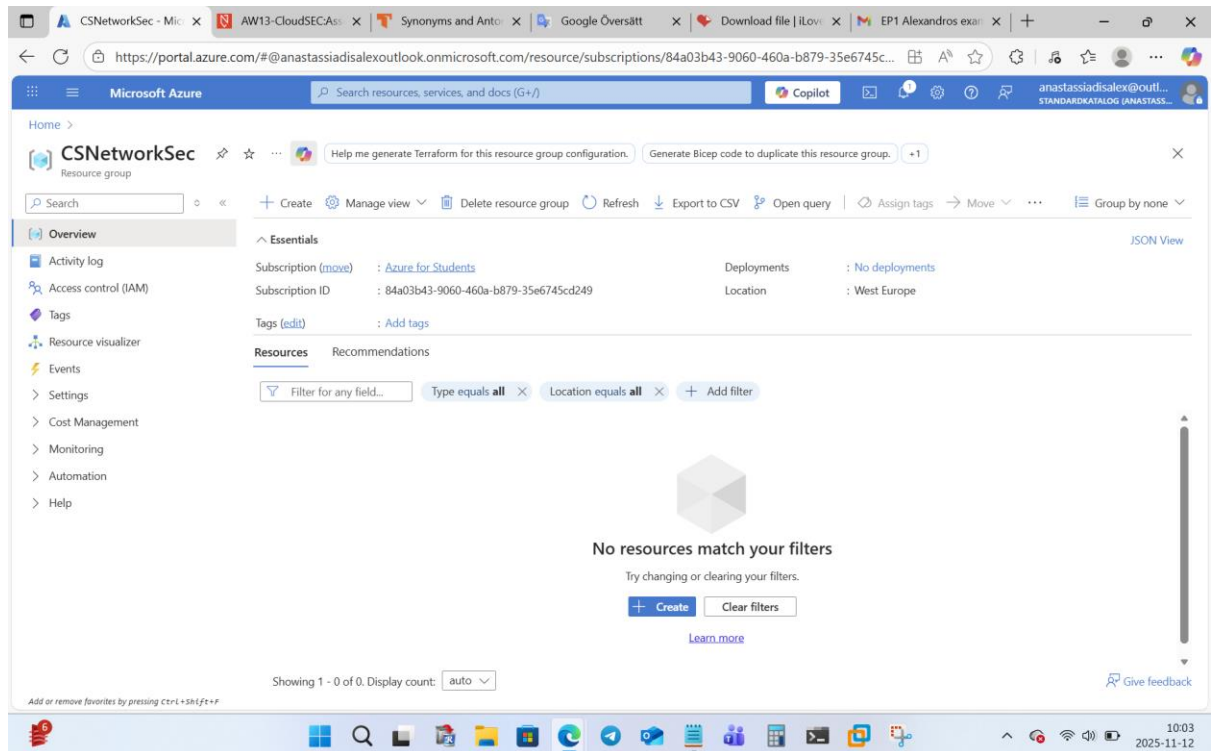 CSNetworkSec - Mic
AW13-CloudSEC:Ass
Synonyms and Anto
Google Översätt
Download file | iLove
EP1 Alexandros exam
https://portal.azure.com/#@anastassiadisalexoutlook.onmicrosoft.com/resource/subscriptions/84a03b43-9060-460a-b879-35e6745c...
Microsoft Azure
Search resources, services, and docs (G+/)
Copilot
1
anastassiadisalex@outl...
STANDARDKATALOG (ANASTASS...
Home >
CSNetworkSec
Resource group
Help me generate Terraform for this resource group configuration.
Generate Bicep code to duplicate this resource group.
+1
Search
Create
Manage view
Delete resource group
Refresh
Export to CSV
Open query
Assign tags
Move
Group by none
Overview
Activity log
Access control (IAM)
Tags
Resource visualizer
Events
Settings
Cost Management
Monitoring
Automation
Help
Essentials
JSON View
Subscription (move) : Azure for Students
Deployments : No deployments
Subscription ID : 84a03b43-9060-460a-b879-35e6745cd249
Location : West Europe
Tags (edit) : Add tags
Resources Recommendations
Filter for any field...
Type equals all
Location equals all
Add filter
No resources match your filters
Try changing or clearing your filters.
Create
Clear filters
Learn more
Showing 1 - 0 of 0. Display count: auto
Give feedback
Add or remove favorites by pressing Ctrl+Shift+F
6
10:03
2025-11-12